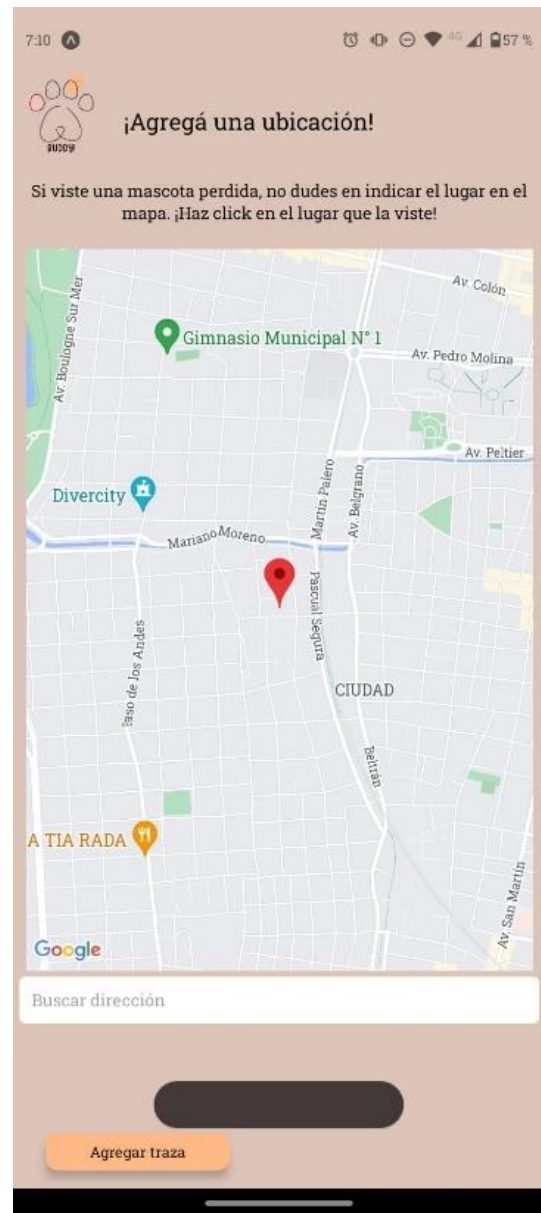 7:10
4G
57 %
BUDDY
¡Agregá una ubicación!
Si viste una mascota perdida, no dudes en indicar el lugar en el
mapa. ¡Haz click en el lugar que la viste!
Av. Colón
Av. Boulogne Sur Mer
Gimnasio Municipal N° 1
Av. Pedro Molina
Av. Peltier
Martin Palero
Av. Belgrano
Divercity
Mariano Moreno
Pascual Segura
Paso de los Andes
CIUDAD
Beltrán
A TIA RADA
Av. San Martín
Google
Buscar dirección
Agregar traza